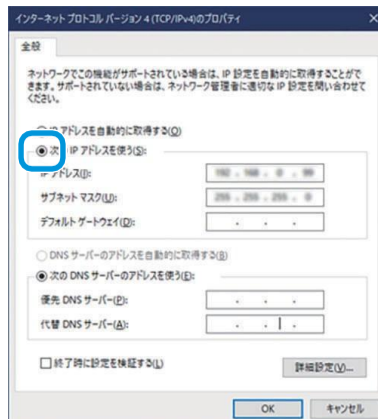 インターネット プロトコル バージョン 4 (TCP/IPv4)のプロパティ
全般
ネットワークでこの機能がサポートされている場合は、IP 設定を自動的に取得することがで
きます。サポートされていない場合は、ネットワーク管理者に適切な IP 設定を問い合わせて
ください。
IP アドレスを自動的に取得する(O)
次の IP アドレスを使う(S):
IP アドレス(I):
192 . 168 . 0 . 99
サブネット マスク(U):
255 . 255 . 255 . 0
デフォルト ゲートウェイ(D):
DNS サーバーのアドレスを自動的に取得する(B)
次の DNS サーバーのアドレスを使う(E):
優先 DNS サーバー(P):
代替 DNS サーバー(A):
終了時に設定を検証する(L)
詳細設定(V)...
OK
キャンセル